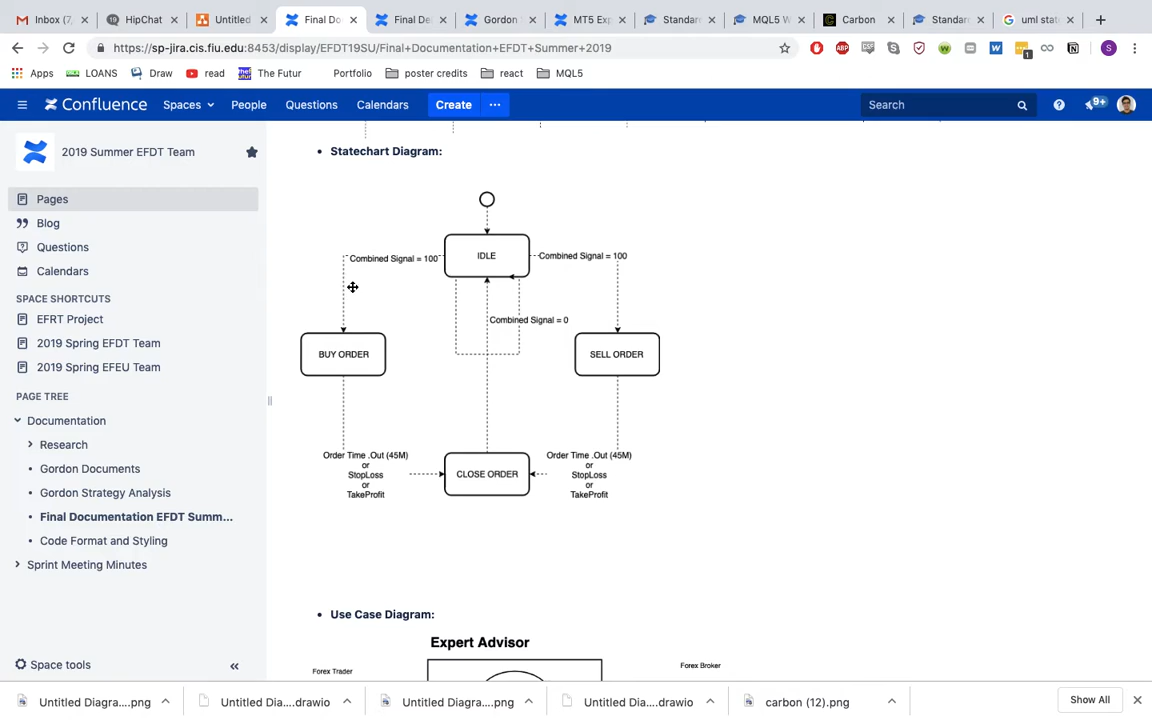 Inbox (7,
HipChat
Untitled
Final Do
Final De
Gordon
MT5 Exp
Standar
MQL5 W
Carbon
Standar
uml stat
https://sp-jira.cis.fiu.edu:8453/display/EFDT19SU/Final+Documentation+EFDT+Summer+2019
Apps
LOANS
Draw
read
The Futur
Portfolio
poster credits
react
MQL5
Confluence
Spaces
People
Questions
Calendars
Create
Search
9+
2019 Summer EFDT Team
Pages
Blog
Questions
Calendars
SPACE SHORTCUTS
EFRT Project
2019 Spring EFDT Team
2019 Spring EFEU Team
PAGE TREE
Documentation
Research
Gordon Documents
Gordon Strategy Analysis
Final Documentation EFDT Summ...
Code Format and Styling
Sprint Meeting Minutes
Space tools
Statechart Diagram:
Combined Signal = 100
IDLE
Combined Signal = 100
Combined Signal = 0
BUY ORDER
SELL ORDER
Order Time .Out (45M)
or
StopLoss
or
TakeProfit
CLOSE ORDER
Order Time .Out (45M)
or
StopLoss
or
TakeProfit
Use Case Diagram:
Expert Advisor
Forex Trader
Forex Broker
Untitled Diagra....png
Untitled Dia....drawio
Untitled Diagra....png
Untitled Dia....drawio
carbon (12).png
Show All